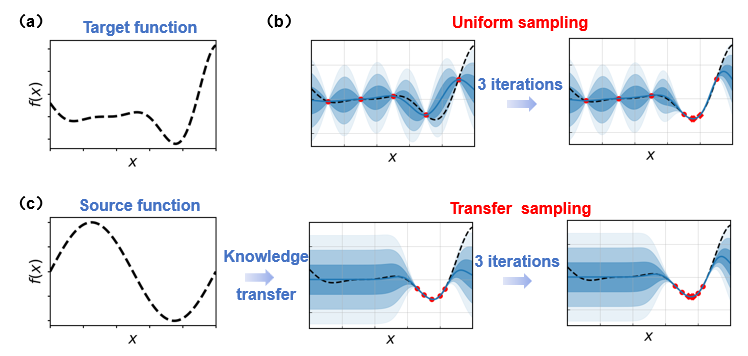 (a)
Target function
f(x)
x
(b)
Uniform sampling
3 iterations
x
x
(c)
Source function
f(x)
x
Knowledge
transfer
Transfer sampling
3 iterations
x
x